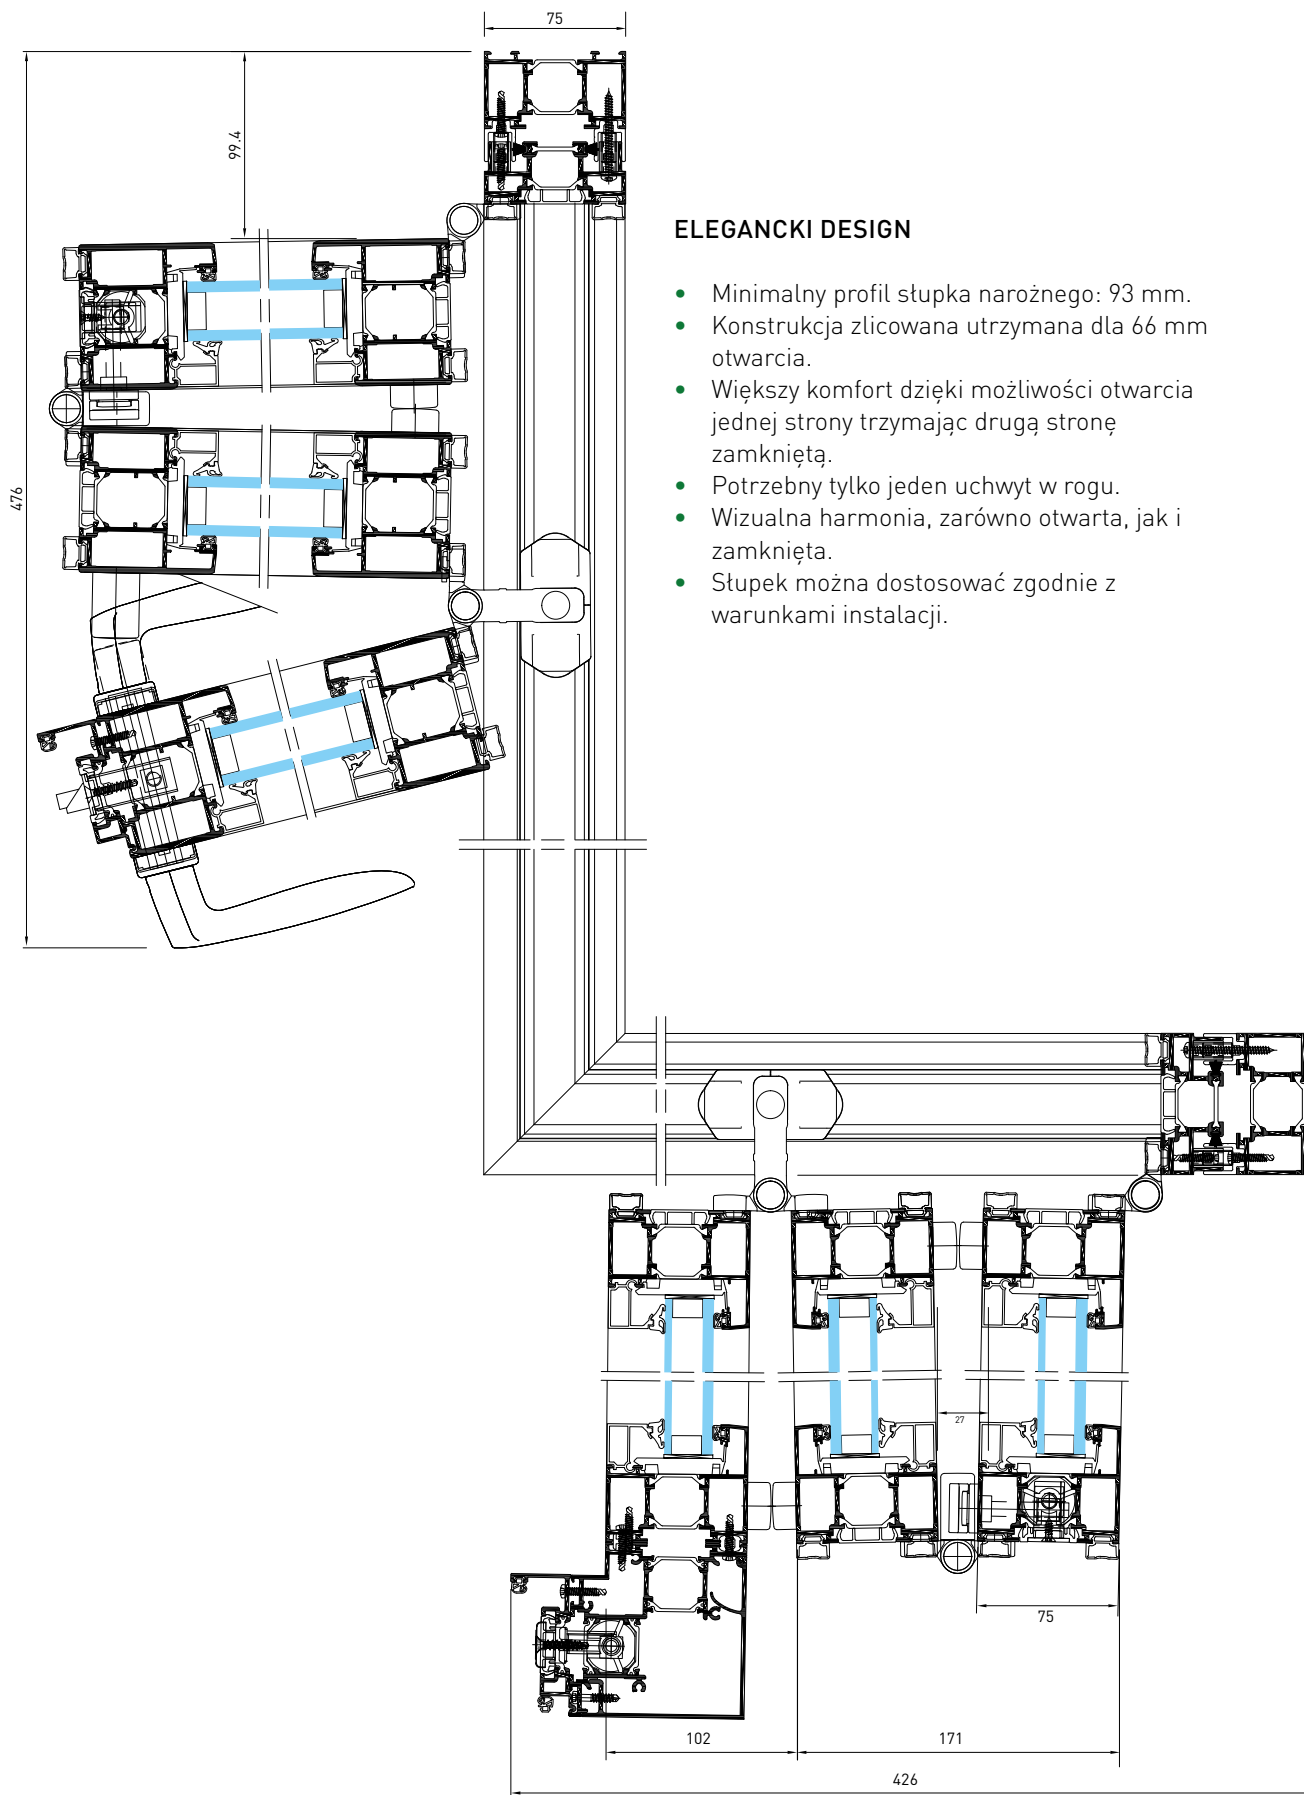 75
99.4
476
ELEGANCKI DESIGN
• Minimalny profil słupka narożnego: 93 mm.
• Konstrukcja zlicowana utrzymana dla 66 mm
otwarcia.
• Większy komfort dzięki możliwości otwarcia
jednej strony trzymając drugą stronę
zamkniętą.
• Potrzebny tylko jeden uchwyt w rogu.
• Wizualna harmonia, zarówno otwarta, jak i
zamknięta.
• Słupek można dostosować zgodnie z
warunkami instalacji.
27
75
102
171
426